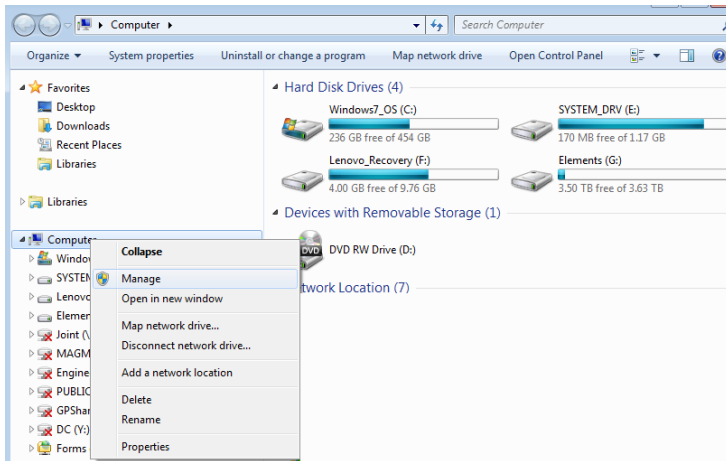 Computer
Search Computer
Organize
System properties
Uninstall or change a program
Map network drive
Open Control Panel
Favorites
Desktop
Downloads
Recent Places
Libraries
Libraries
Computer
Window
SYSTEM
Lenovo
Elemen
Joint (\
MAGM
Engine
PUBLIC
GPShar
DC (Y:)
Forms
Collapse
Manage
Open in new window
Map network drive...
Disconnect network drive...
Add a network location
Delete
Rename
Properties
Hard Disk Drives (4)
Windows7_OS (C:)
236 GB free of 454 GB
SYSTEM_DRV (E:)
170 MB free of 1.17 GB
Lenovo_Recovery (F:)
4.00 GB free of 9.76 GB
Elements (G:)
3.50 TB free of 3.63 TB
Devices with Removable Storage (1)
DVD
DVD RW Drive (D:)
twork Location (7)